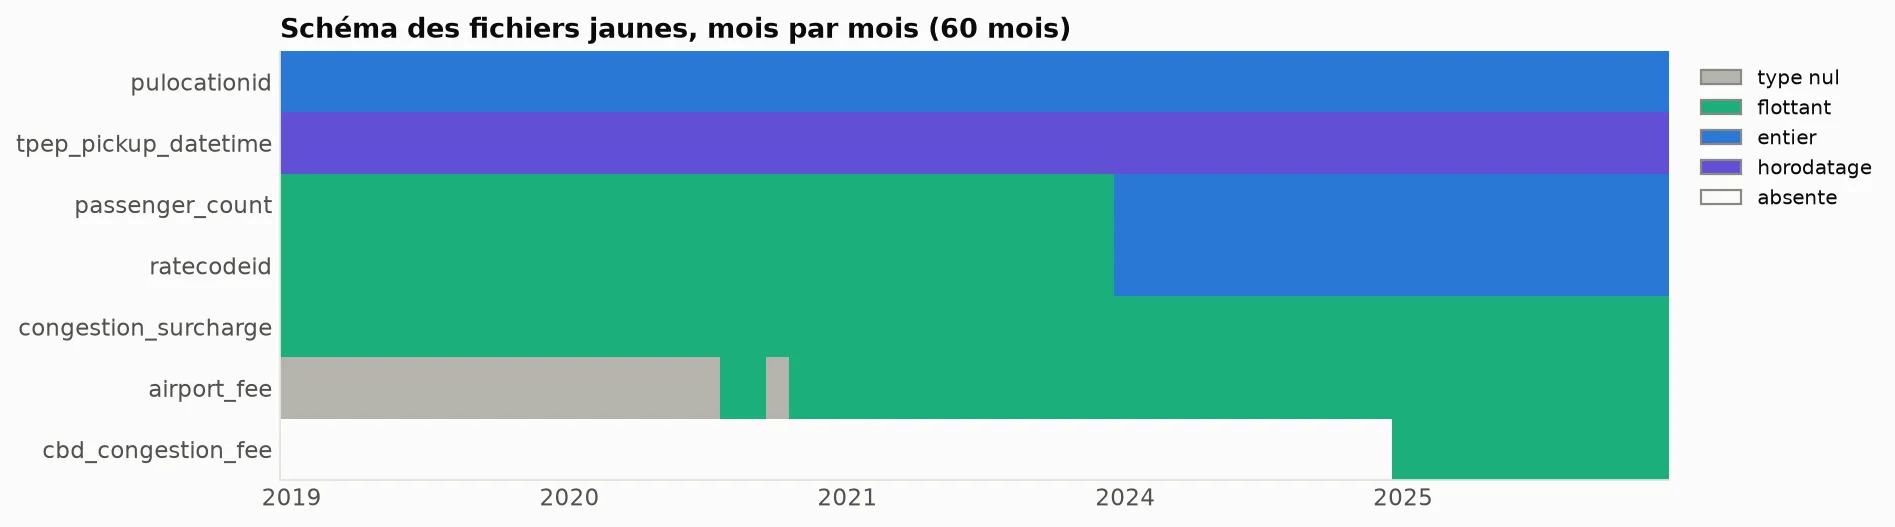 Schéma des fichiers jaunes, mois par mois (60 mois)
pulocationid
tpep_pickup_datetime
passenger_count
ratecodeid
congestion_surcharge
airport_fee
cbd_congestion_fee
2019 2020 2021 2024 2025
type nul
flottant
entier
horodatage
absente